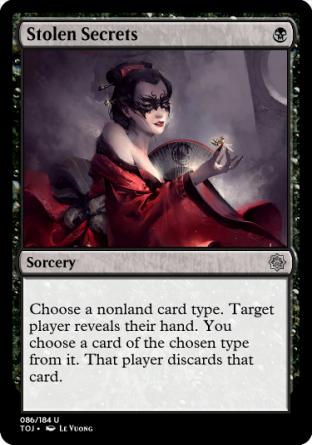 Stolen Secrets
Sorcery
Choose a nonland card type. Target
player reveals their hand. You
choose a card of the chosen type
from it. That player discards that
card.
086/184 U
TOJ • Le Vuong